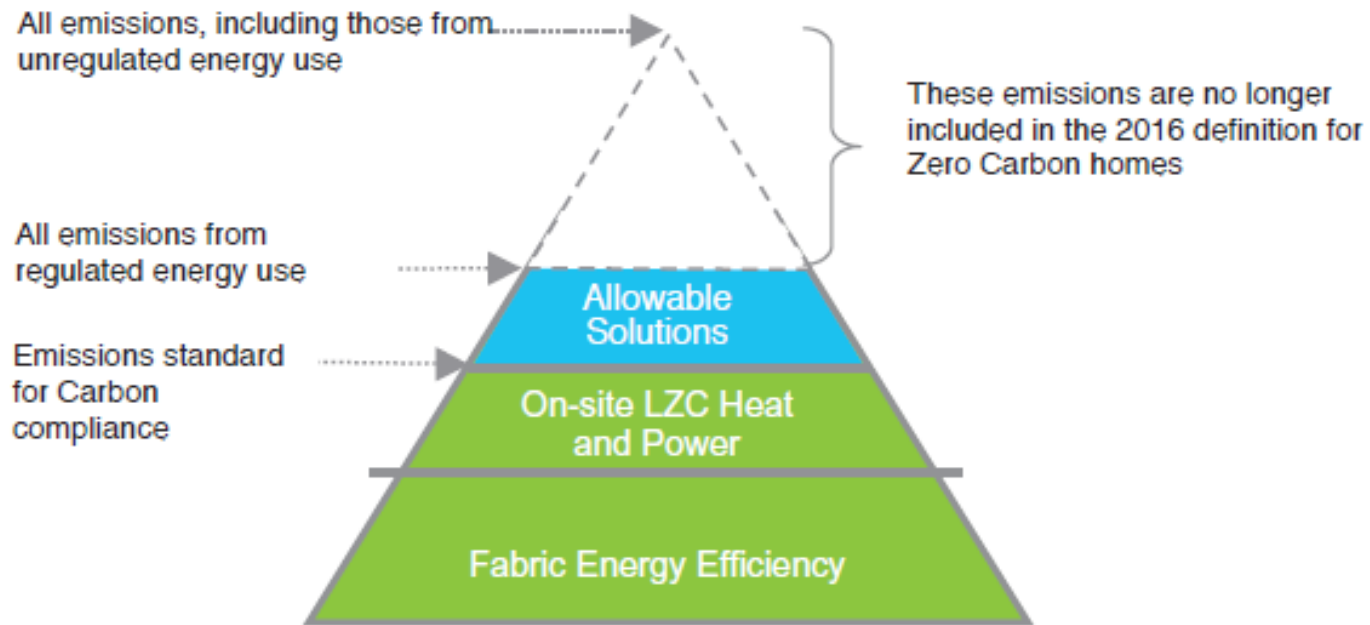 All emissions, including those from
unregulated energy use
These emissions are no longer
included in the 2016 definition for
Zero Carbon homes
All emissions from
regulated energy use
Allowable
Solutions
Emissions standard
for Carbon
compliance
On-site LZC Heat
and Power
Fabric Energy Efficiency